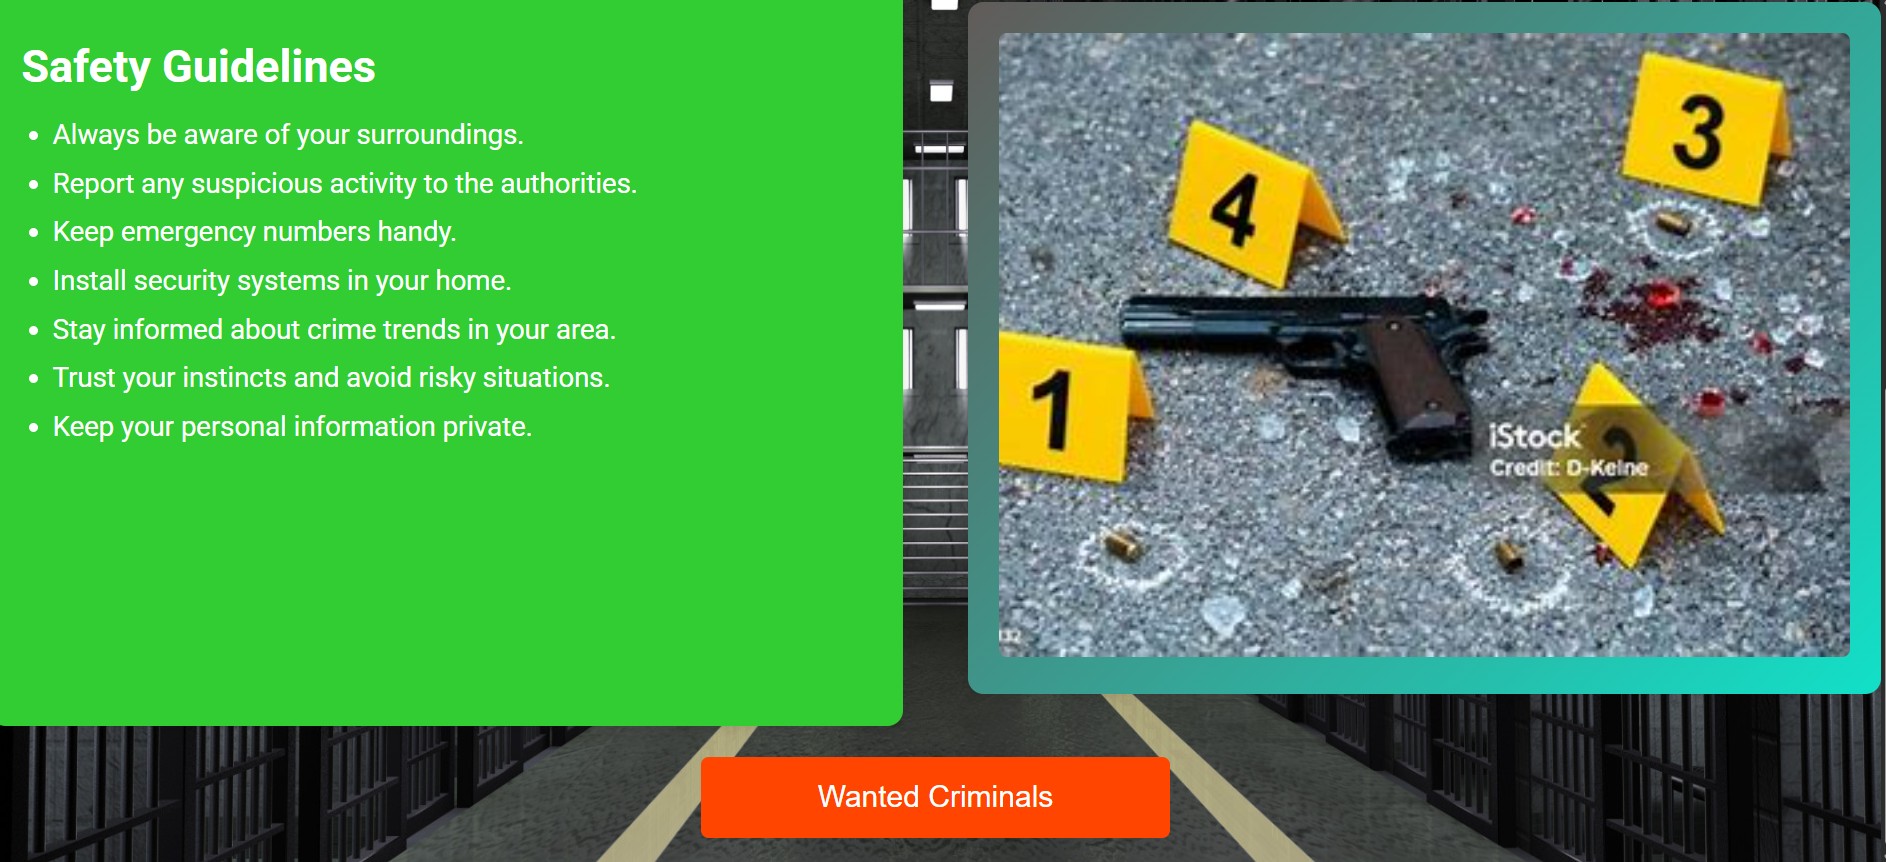 Safety Guidelines
Always be aware of your surroundings.
Report any suspicious activity to the authorities.
Keep emergency numbers handy.
Install security systems in your home.
Stay informed about crime trends in your area.
Trust your instincts and avoid risky situations.
Keep your personal information private.
3
4
1
iStock
2
Credit: D-Keine
332
Wanted Criminals